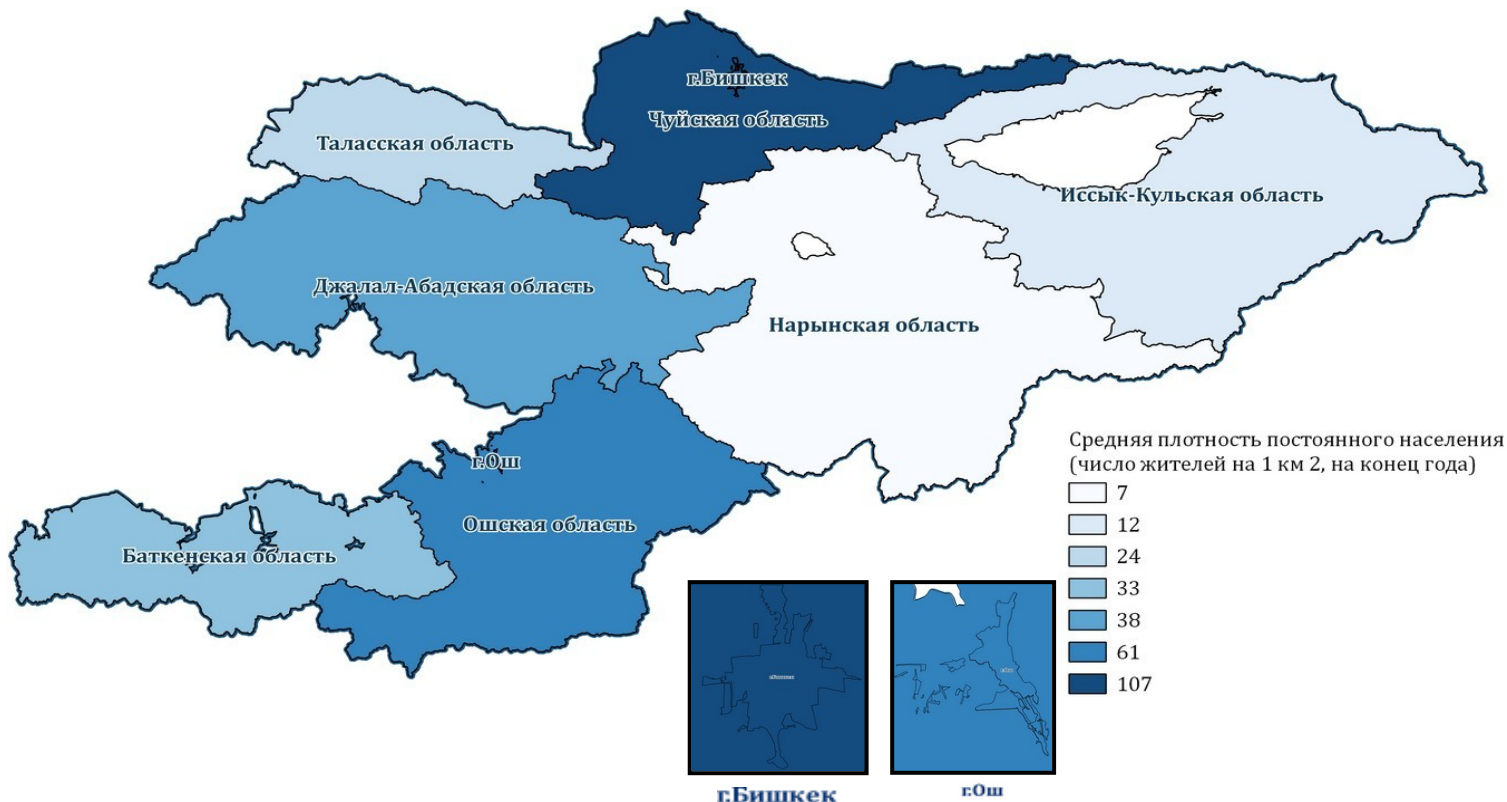 г.Бишкек
Чуйская область
Таласская область
Иссык-Кульская область
Джалал-Абадская область
Нарынская область
г.Ош
Ошская область
Баткенская область
Средняя плотность постоянного населения
(число жителей на 1 км 2, на конец года)
7
12
24
33
38
61
107
г.Бишкек
г.Ош
г.Бишкек
г.Ош